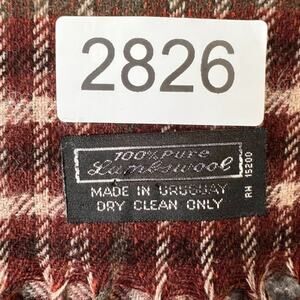 2826
100% Pure
Lambswool
MADE IN URUGUAY
DRY CLEAN ONLY
RN 15200